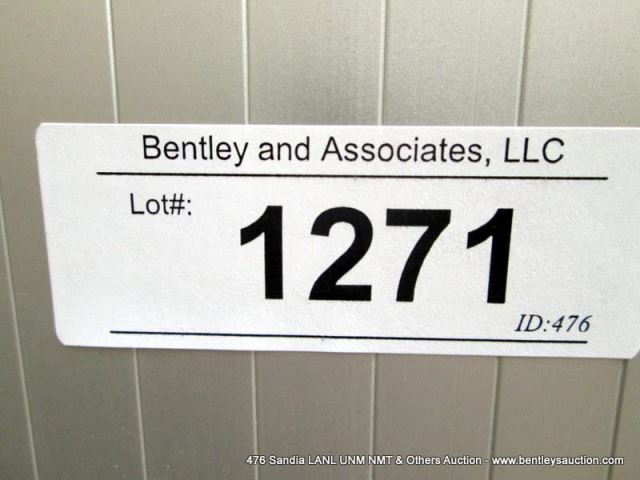 Bentley and Associates, LLC
Lot#:
1271
ID:476
476 Sandia LANL UNM NMT & Others Auction - www.bentleysauction.com